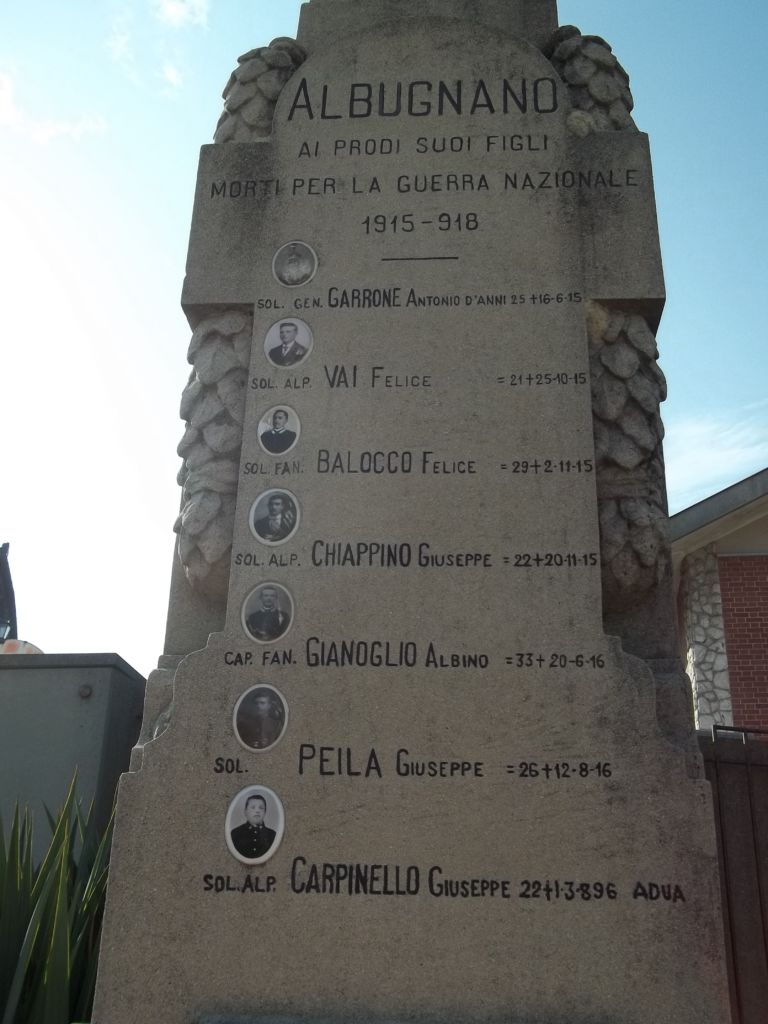 ALBUGNANO
AI PRODI SUOI FIGLI
MORTI PER LA GUERRA NAZIONALE
1915-918
SOL. GEN. GARRONE ANTONIO D'ANNI 25 +16-6-15
SOL. ALP. VAI FELICE =21+25-10-15
SOL. FAN. BALOCCO FELICE =29+2-11-15
SOL. ALP. CHIAPPINO GIUSEPPE =22+20-11-15
CAP. FAN. GIANOGLIO ALBINO =33+20-6-16
SOL. PEILA GIUSEPPE =26+12-8-16
SOL. ALP. CARPINELLO GIUSEPPE 22+1-3-896 ADUA